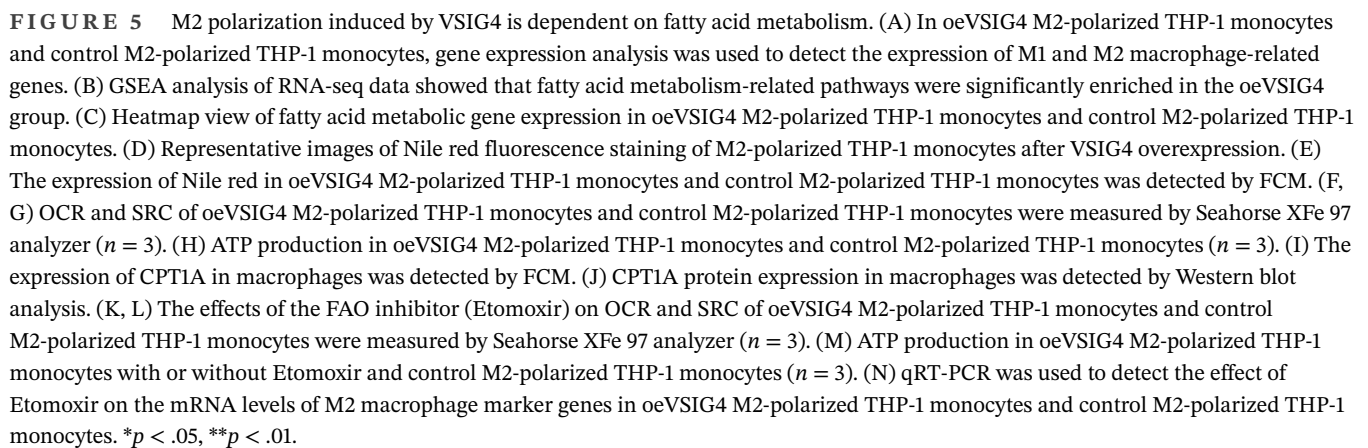 FIGURE 5 M2 polarization induced by VSIG4 is dependent on fatty acid metabolism. (A) In oeVSIG4 M2-polarized THP-1 monocytes
and control M2-polarized THP-1 monocytes, gene expression analysis was used to detect the expression of M1 and M2 macrophage-related
genes. (B) GSEA analysis of RNA-seq data showed that fatty acid metabolism-related pathways were significantly enriched in the oeVSIG4
group. (C) Heatmap view of fatty acid metabolic gene expression in oeVSIG4 M2-polarized THP-1 monocytes and control M2-polarized THP-1
monocytes. (D) Representative images of Nile red fluorescence staining of M2-polarized THP-1 monocytes after VSIG4 overexpression. (E)
The expression of Nile red in oeVSIG4 M2-polarized THP-1 monocytes and control M2-polarized THP-1 monocytes was detected by FCM. (F,
G) OCR and SRC of oeVSIG4 M2-polarized THP-1 monocytes and control M2-polarized THP-1 monocytes were measured by Seahorse XFe 97
analyzer (n = 3). (H) ATP production in oeVSIG4 M2-polarized THP-1 monocytes and control M2-polarized THP-1 monocytes (n = 3). (I) The
expression of CPT1A in macrophages was detected by FCM. (J) CPT1A protein expression in macrophages was detected by Western blot
analysis. (K, L) The effects of the FAO inhibitor (Etomoxir) on OCR and SRC of oeVSIG4 M2-polarized THP-1 monocytes and control
M2-polarized THP-1 monocytes were measured by Seahorse XFe 97 analyzer (n = 3). (M) ATP production in oeVSIG4 M2-polarized THP-1
monocytes with or without Etomoxir and control M2-polarized THP-1 monocytes (n = 3). (N) qRT-PCR was used to detect the effect of
Etomoxir on the mRNA levels of M2 macrophage marker genes in oeVSIG4 M2-polarized THP-1 monocytes and control M2-polarized THP-1
monocytes. *p < .05, **p < .01.